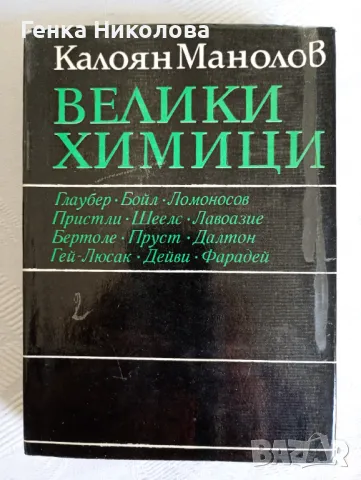 Генка Николова
Калоян Манолов
ВЕЛИКИ
ХИМИЦИ
Глаубер · Бойл · Ломоносов
Пристли · Шеелс · Лавоазие
Бертоле · Пруст · Далтон
Гей-Люсак · Дейви · Фарадей
BAZAR